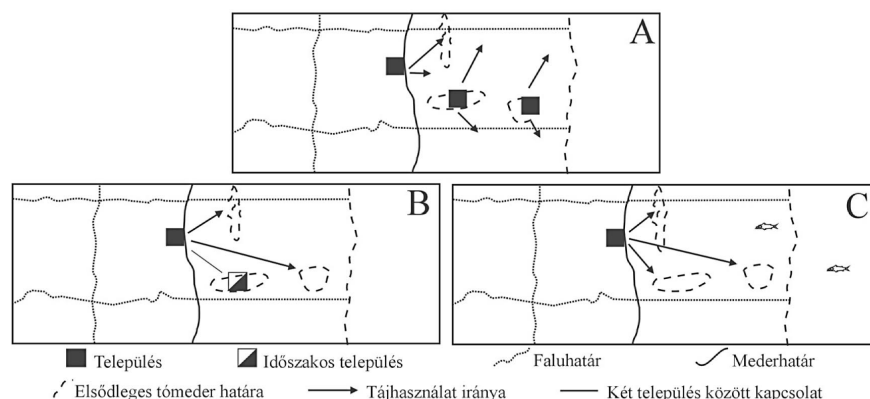 A
B
C
Település
Időszakos település
Faluhatár
Mederhatár
Elsődleges tómeder határa
Tájhasználat iránya
Két település között kapcsolat